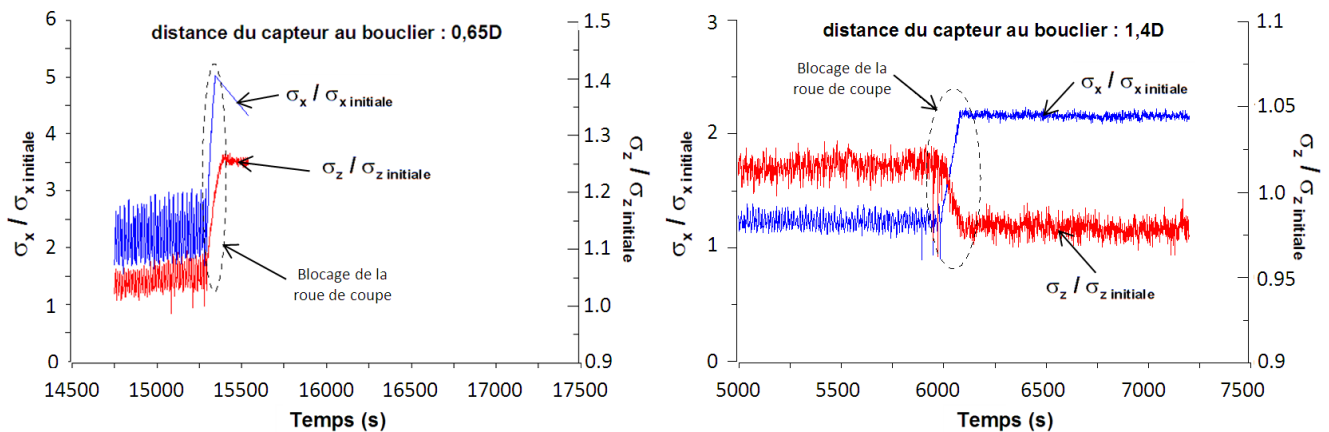 distance du capteur au bouclier : 0,65D
6
5
4
3
2
1
0
σx / σx initiale
1.5
1.4
1.3
1.2
1.1
1.0
0.9
σz / σz initiale
σx / σx initiale
σz / σz initiale
Blocage de la
roue de coupe
14500 15000 15500 16000 16500 17000 17500
Temps (s)
distance du capteur au bouclier : 1,4D
3
2
1
0
σx / σx initiale
1.1
1.05
1.0
0.95
0.9
σz / σz initiale
Blocage de la
roue de coupe
σx / σx initiale
σz / σz initiale
5000 5500 6000 6500 7000 7500
Temps (s)